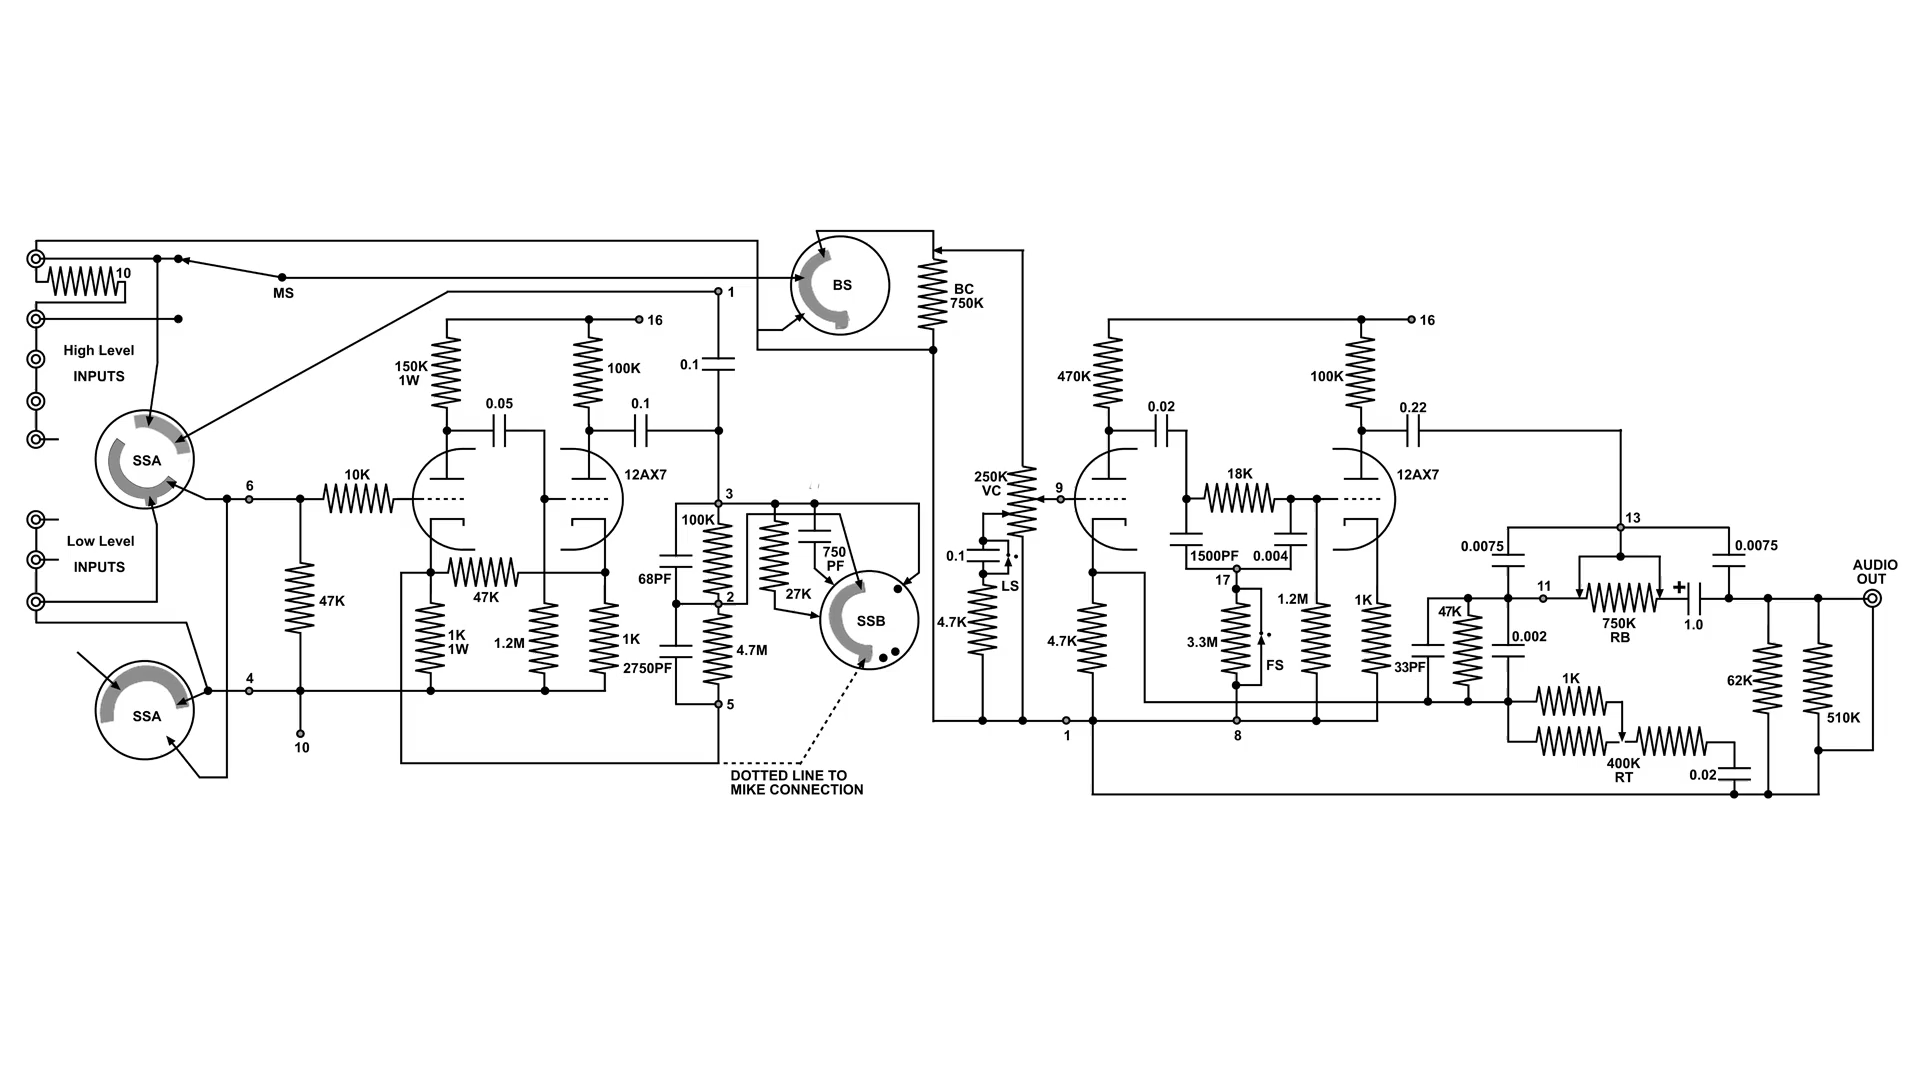 10
MS
High Level
INPUTS
SSA
Low Level
INPUTS
SSA
6
4
10
47K
10K
150K
1W
0.05
16
100K
0.1
12AX7
47K
1K
1W
1.2M
1K
1
0.1
3
100K
68PF
2
2750PF
4.7M
5
750
PF
27K
SSB
DOTTED LINE TO
MIKE CONNECTION
BS
BC
750K
250K
VC
0.1
LS
4.7K
9
1
470K
0.02
16
100K
0.22
12AX7
18K
1500PF
0.004
17
4.7K
3.3M
FS
8
1.2M
1K
33PF
47K
0.0075
11
0.002
13
0.0075
750K
RB
+
1.0
1K
400K
RT
0.02
62K
510K
AUDIO
OUT